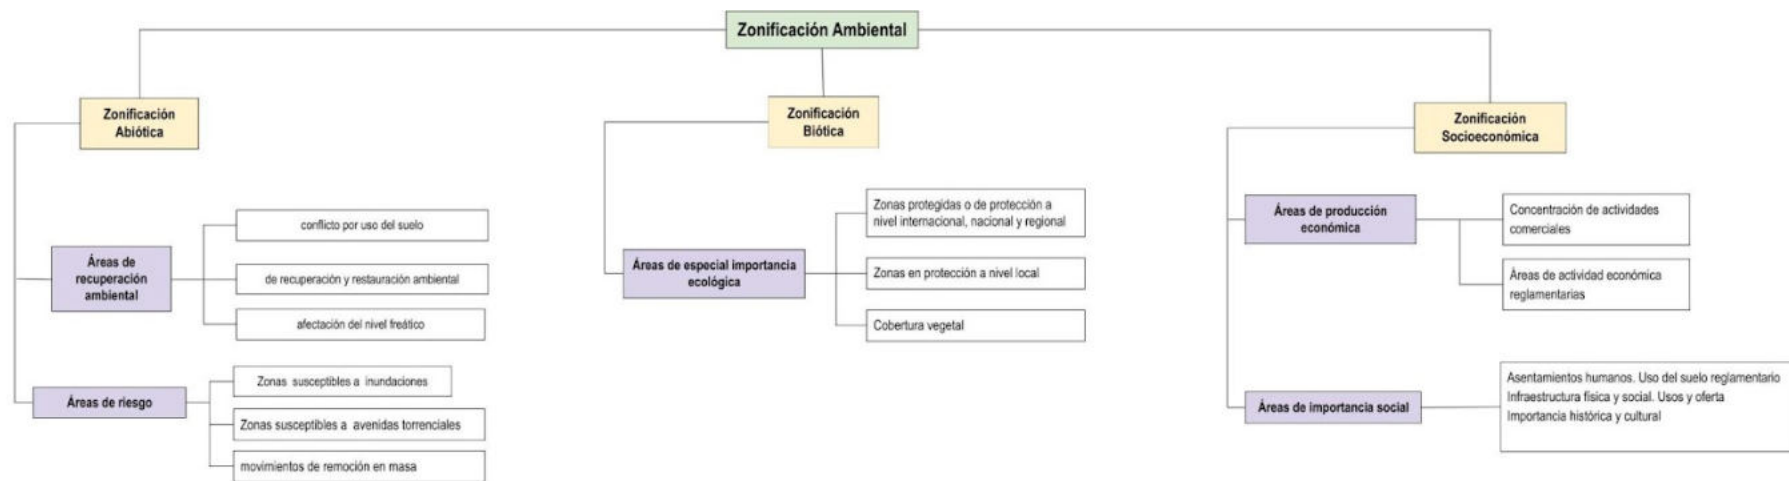 Zonificación Ambiental
Zonificación
Abiótica
Áreas de
recuperación
ambiental
conflicto por uso del suelo
de recuperación y restauración ambiental
afectación del nivel freático
Áreas de riesgo
Zonas susceptibles a inundaciones
Zonas susceptibles a avenidas torrenciales
movimientos de remoción en masa
Zonificación
Biótica
Áreas de especial importancia
ecológica
Zonas protegidas o de protección a
nivel internacional, nacional y regional
Zonas en protección a nivel local
Cobertura vegetal
Zonificación
Socioeconómica
Áreas de producción
económica
Concentración de actividades
comerciales
Áreas de actividad económica
reglamentarias
Áreas de importancia social
Asentamientos humanos. Uso del suelo reglamentario
Infraestructura física y social. Usos y oferta
Importancia histórica y cultural